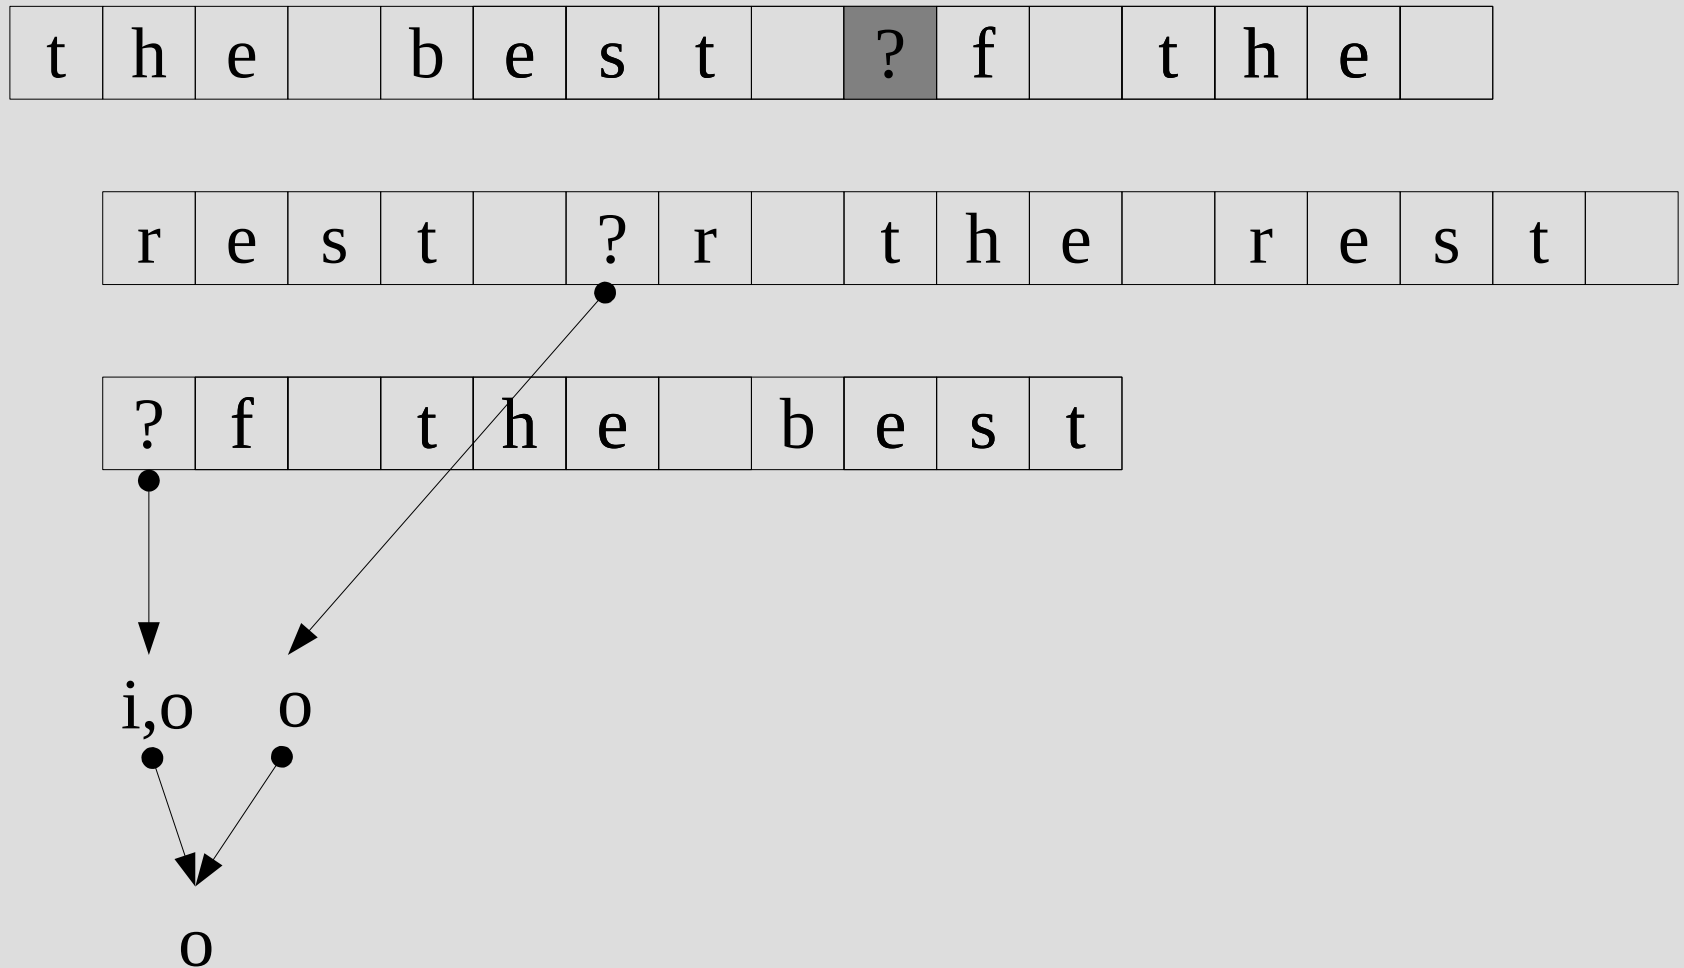 the best ?f the
rest ?r the rest
?f the best
i,o o
o